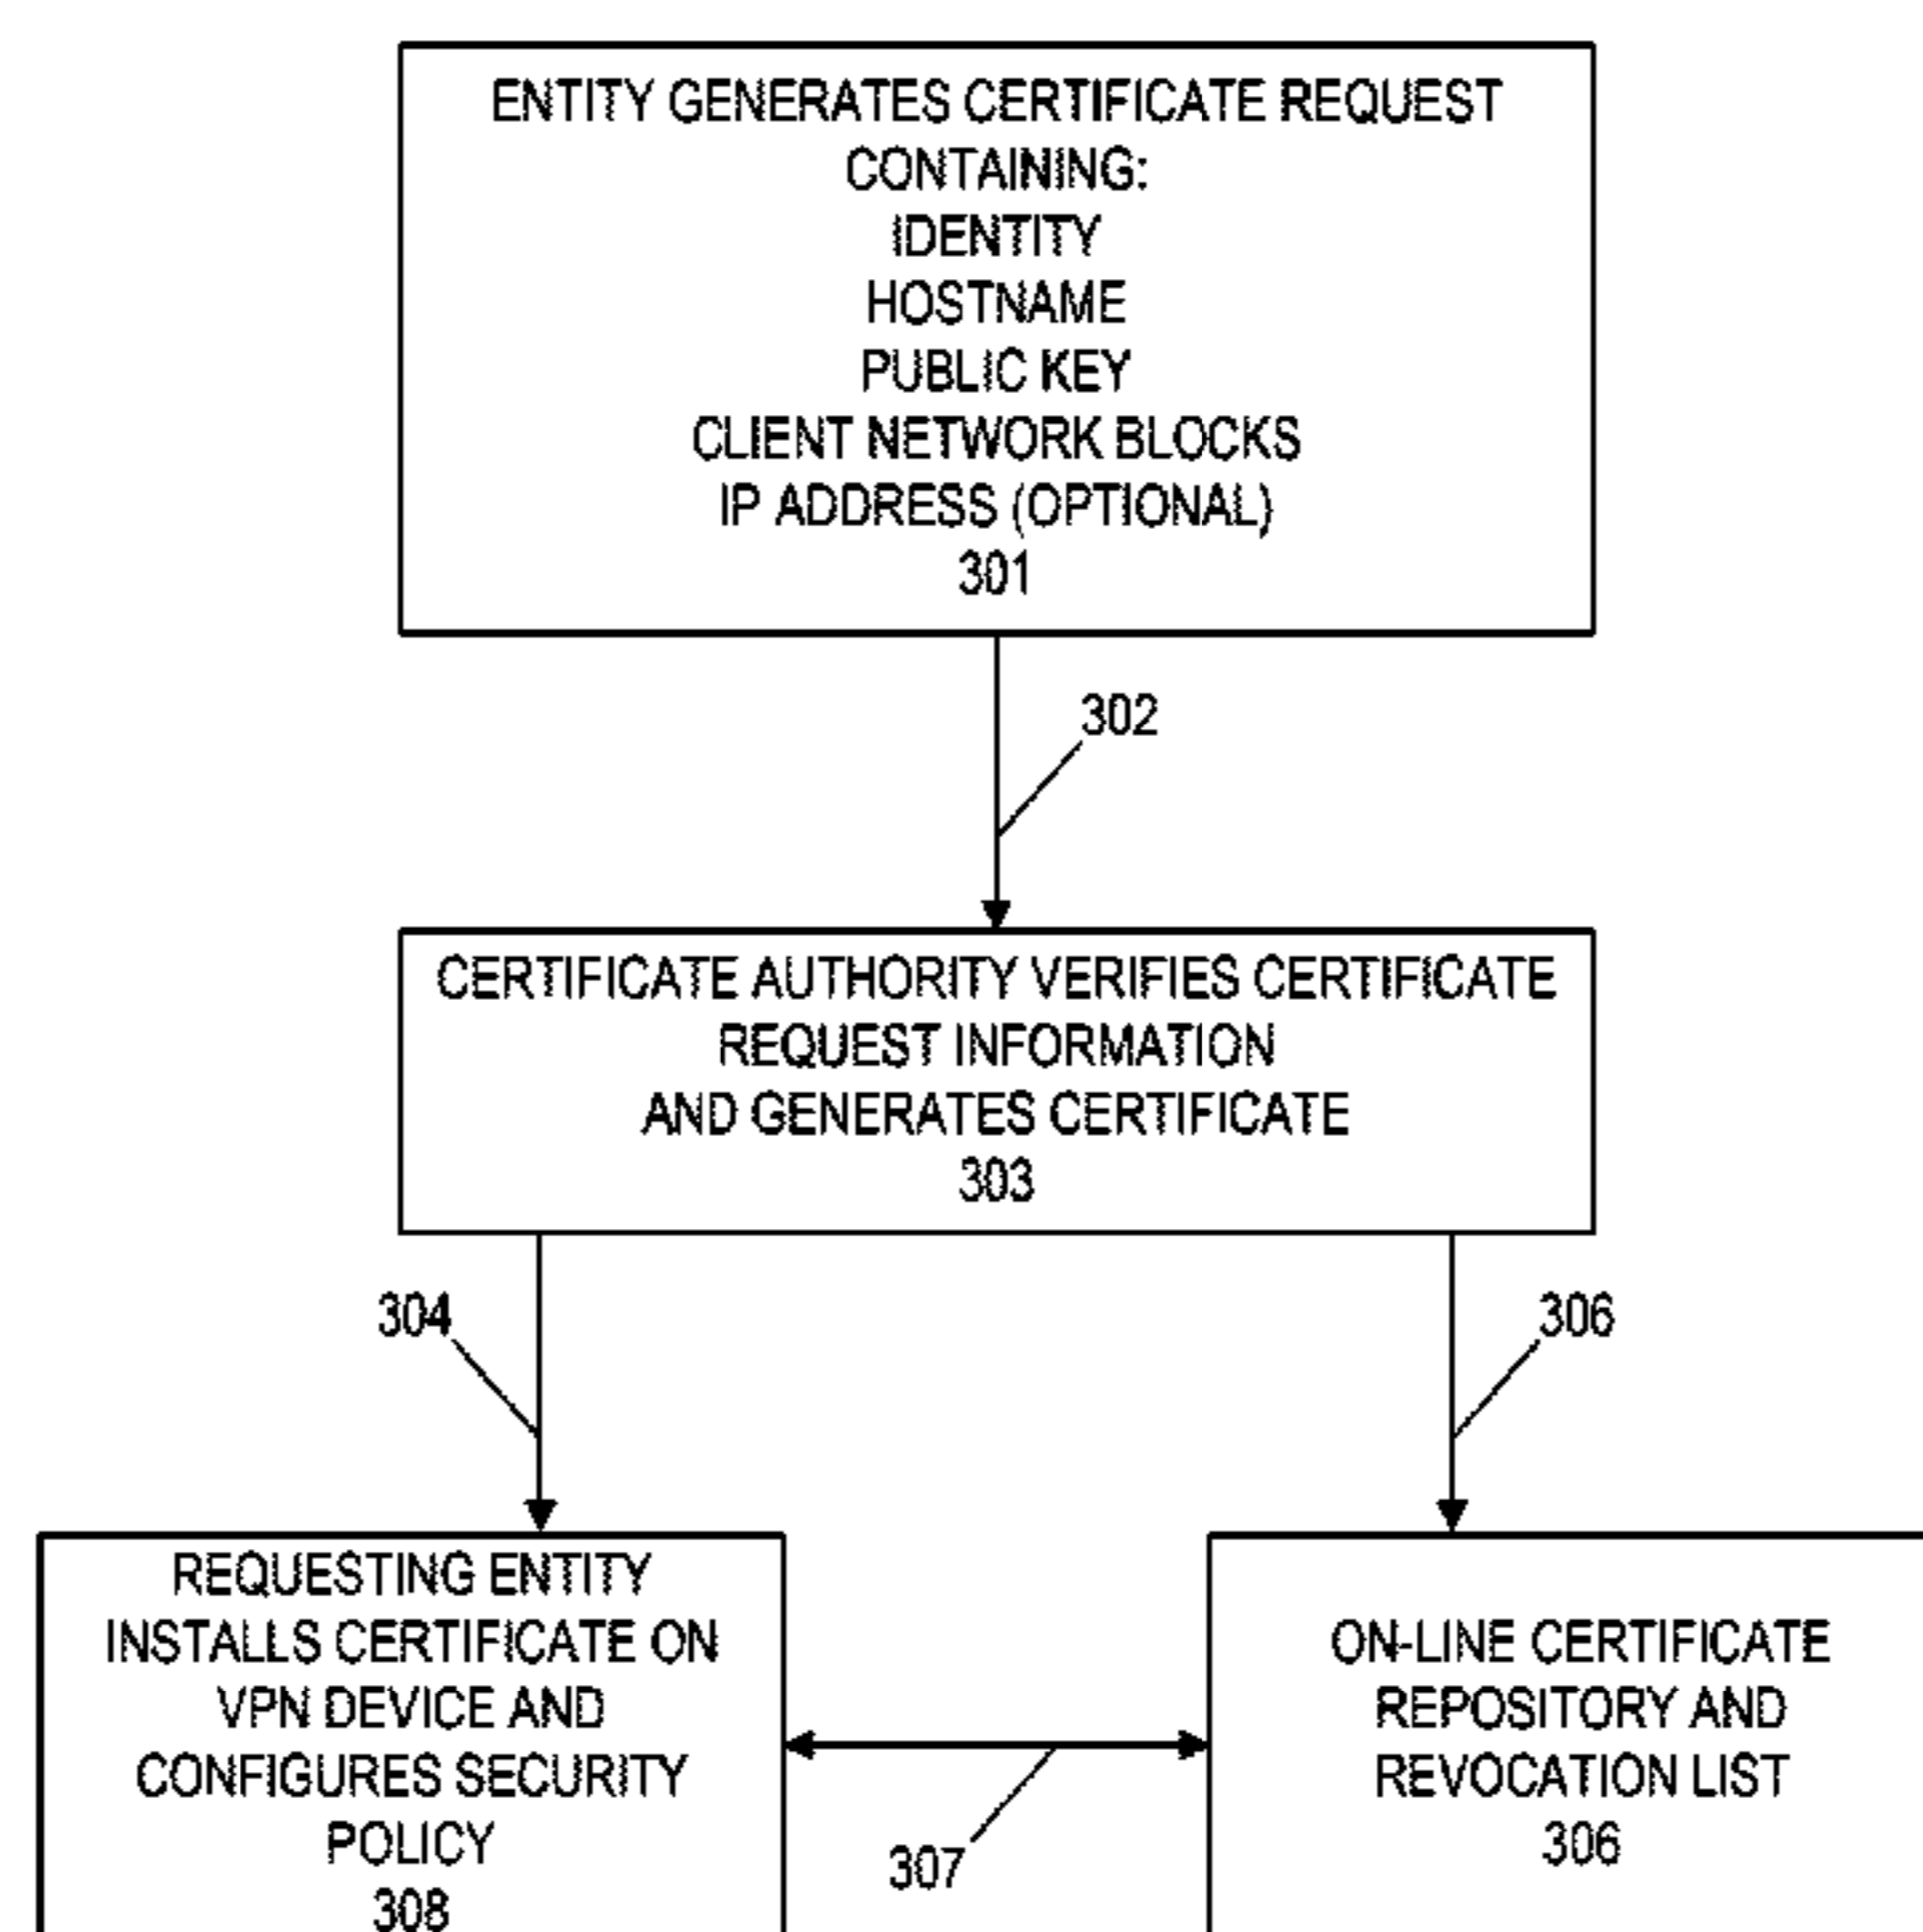 ENTITY GENERATES CERTIFICATE REQUEST
CONTAINING:
IDENTITY
HOSTNAME
PUBLIC KEY
CLIENT NETWORK BLOCKS
IP ADDRESS (OPTIONAL)
301
302
CERTIFICATE AUTHORITY VERIFIES CERTIFICATE
REQUEST INFORMATION
AND GENERATES CERTIFICATE
303
304
306
REQUESTING ENTITY
INSTALLS CERTIFICATE ON
VPN DEVICE AND
CONFIGURES SECURITY
POLICY
308
307
ON-LINE CERTIFICATE
REPOSITORY AND
REVOCATION LIST
306